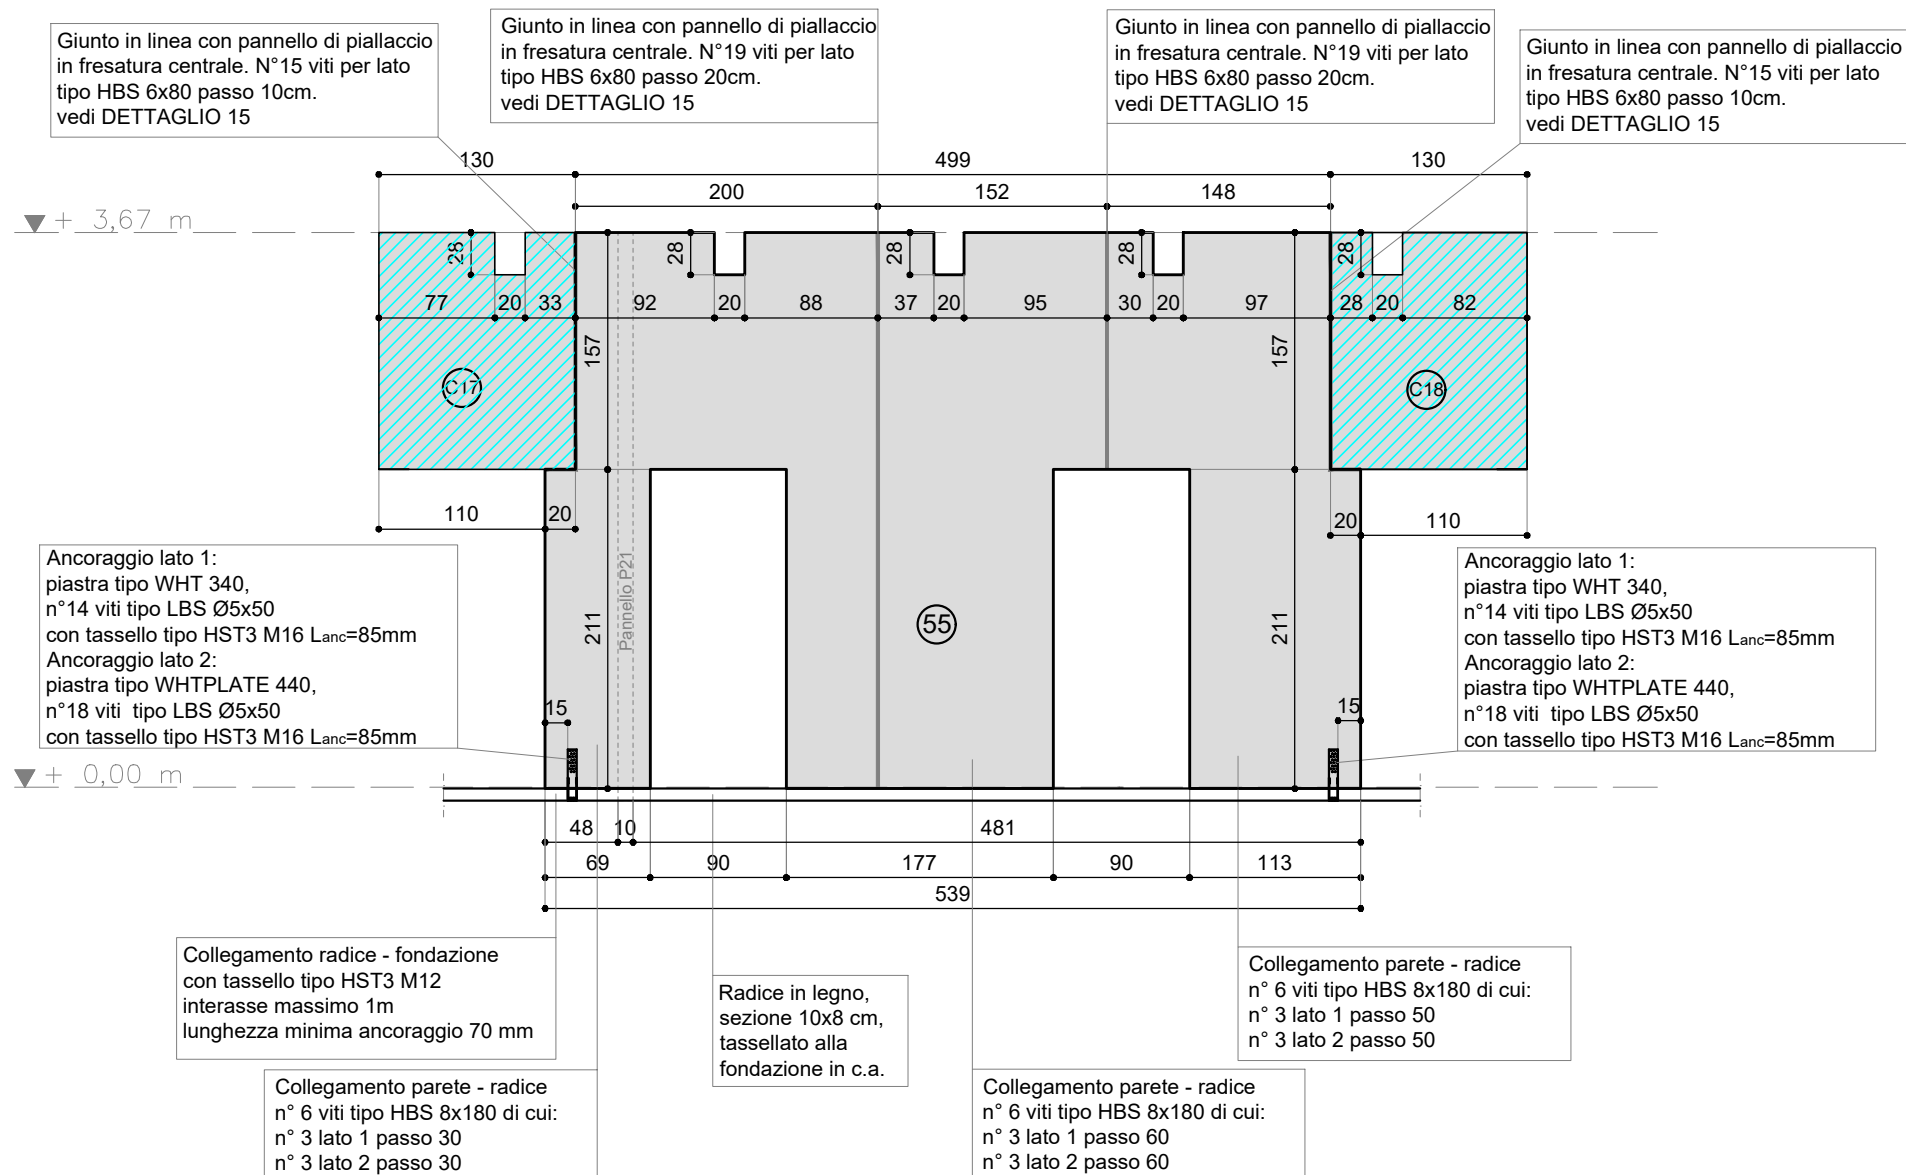 Giunto in linea con pannello di piallaccio
in fresatura centrale. N°15 viti per lato
tipo HBS 6x80 passo 10cm.
vedi DETTAGLIO 15
Giunto in linea con pannello di piallaccio
in fresatura centrale. N°19 viti per lato
tipo HBS 6x80 passo 20cm.
vedi DETTAGLIO 15
Giunto in linea con pannello di piallaccio
in fresatura centrale. N°19 viti per lato
tipo HBS 6x80 passo 20cm.
vedi DETTAGLIO 15
Giunto in linea con pannello di piallaccio
in fresatura centrale. N°15 viti per lato
tipo HBS 6x80 passo 10cm.
vedi DETTAGLIO 15
130 499 130
200 152 148
+ 3,67 m
28 28 28 28 28
77 20 33 92 20 88 37 20 95 30 20 97 28 20 82
157 157
C17 C18
110 20 20 110
Pannello P21
211 55 211
Ancoraggio lato 1:
piastra tipo WHT 340,
n°14 viti tipo LBS Ø5x50
con tassello tipo HST3 M16 Lanc=85mm
Ancoraggio lato 2:
piastra tipo WHTPLATE 440,
n°18 viti tipo LBS Ø5x50
con tassello tipo HST3 M16 Lanc=85mm
Ancoraggio lato 1:
piastra tipo WHT 340,
n°14 viti tipo LBS Ø5x50
con tassello tipo HST3 M16 Lanc=85mm
Ancoraggio lato 2:
piastra tipo WHTPLATE 440,
n°18 viti tipo LBS Ø5x50
con tassello tipo HST3 M16 Lanc=85mm
15 15
+ 0,00 m
48 10 481
69 90 177 90 113
539
Collegamento radice - fondazione
con tassello tipo HST3 M12
interasse massimo 1m
lunghezza minima ancoraggio 70 mm
Radice in legno,
sezione 10x8 cm,
tassellato alla
fondazione in c.a.
Collegamento parete - radice
n° 6 viti tipo HBS 8x180 di cui:
n° 3 lato 1 passo 50
n° 3 lato 2 passo 50
Collegamento parete - radice
n° 6 viti tipo HBS 8x180 di cui:
n° 3 lato 1 passo 30
n° 3 lato 2 passo 30
Collegamento parete - radice
n° 6 viti tipo HBS 8x180 di cui:
n° 3 lato 1 passo 60
n° 3 lato 2 passo 60